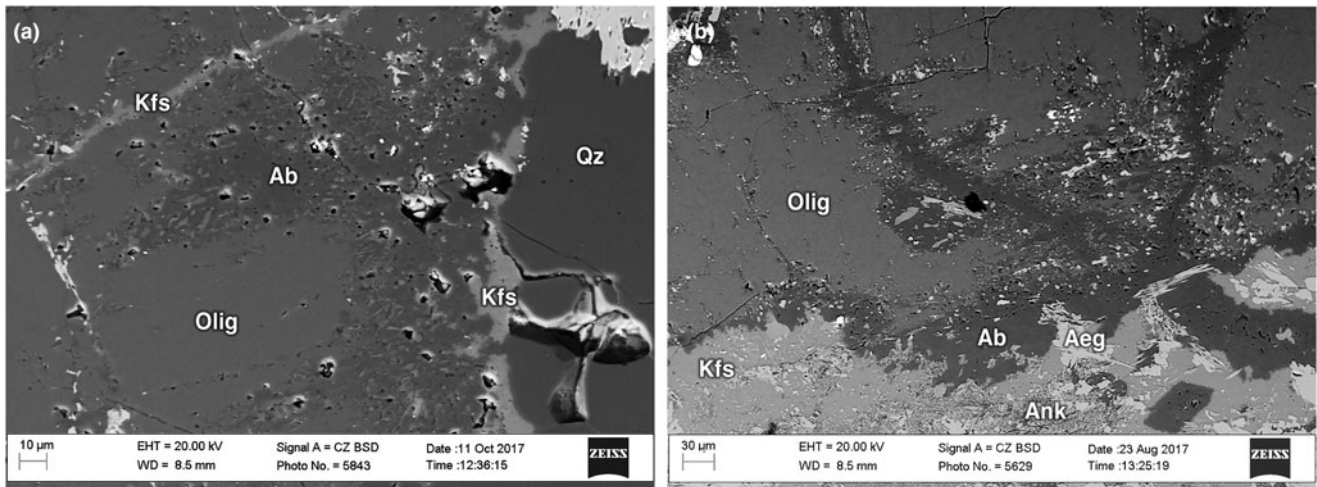 (a)
Kfs
Qz
Ab
Olig
Kfs
10 µm
EHT = 20.00 kV Signal A = CZ BSD Date :11 Oct 2017
WD = 8.5 mm Photo No. = 5843 Time :12:36:15
ZEISS
(b)
Olig
Ab
Aeg
Kfs
Ank
30 µm
EHT = 20.00 kV Signal A = CZ BSD Date :23 Aug 2017
WD = 8.5 mm Photo No. = 5629 Time :13:25:19
ZEISS